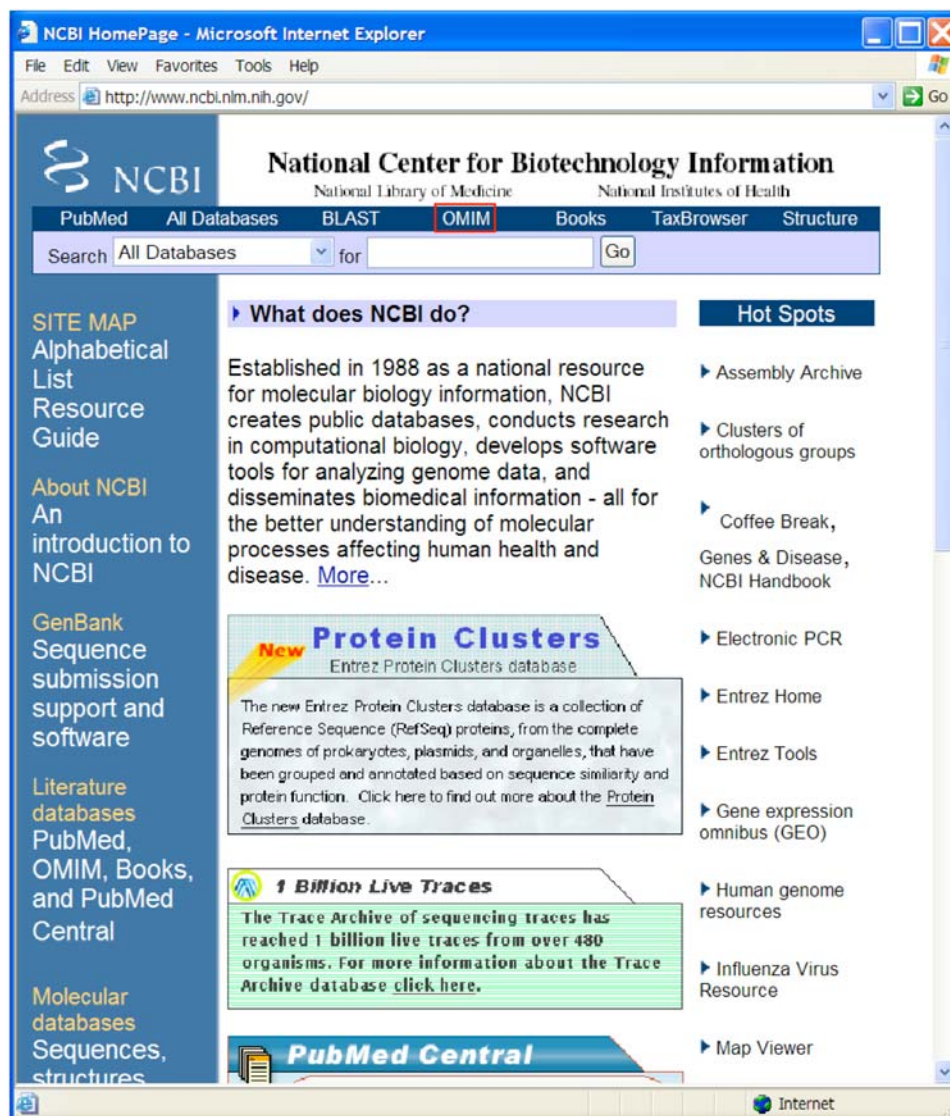 NCBI HomePage - Microsoft Internet Explorer
File Edit View Favorites Tools Help
Address http://www.ncbi.nlm.nih.gov/ Go
NCBI
National Center for Biotechnology Information
National Library of Medicine National Institutes of Health
PubMed All Databases BLAST OMIM Books TaxBrowser Structure
Search All Databases for Go
SITE MAP
Alphabetical
List
Resource
Guide
About NCBI
An
introduction to
NCBI
GenBank
Sequence
submission
support and
software
Literature
databases
PubMed,
OMIM, Books,
and PubMed
Central
Molecular
databases
Sequences,
structures
What does NCBI do?
Established in 1988 as a national resource
for molecular biology information, NCBI
creates public databases, conducts research
in computational biology, develops software
tools for analyzing genome data, and
disseminates biomedical information - all for
the better understanding of molecular
processes affecting human health and
disease. More...
New Protein Clusters
Entrez Protein Clusters database
The new Entrez Protein Clusters database is a collection of
Reference Sequence (RefSeq) proteins, from the complete
genomes of prokaryotes, plasmids, and organelles, that have
been grouped and annotated based on sequence similiarity and
protein function. Click here to find out more about the Protein
Clusters database.
1 Billion Live Traces
The Trace Archive of sequencing traces has
reached 1 billion live traces from over 480
organisms. For more information about the Trace
Archive database click here.
PubMed Central
Hot Spots
Assembly Archive
Clusters of
orthologous groups
Coffee Break,
Genes & Disease,
NCBI Handbook
Electronic PCR
Entrez Home
Entrez Tools
Gene expression
omnibus (GEO)
Human genome
resources
Influenza Virus
Resource
Map Viewer
Internet